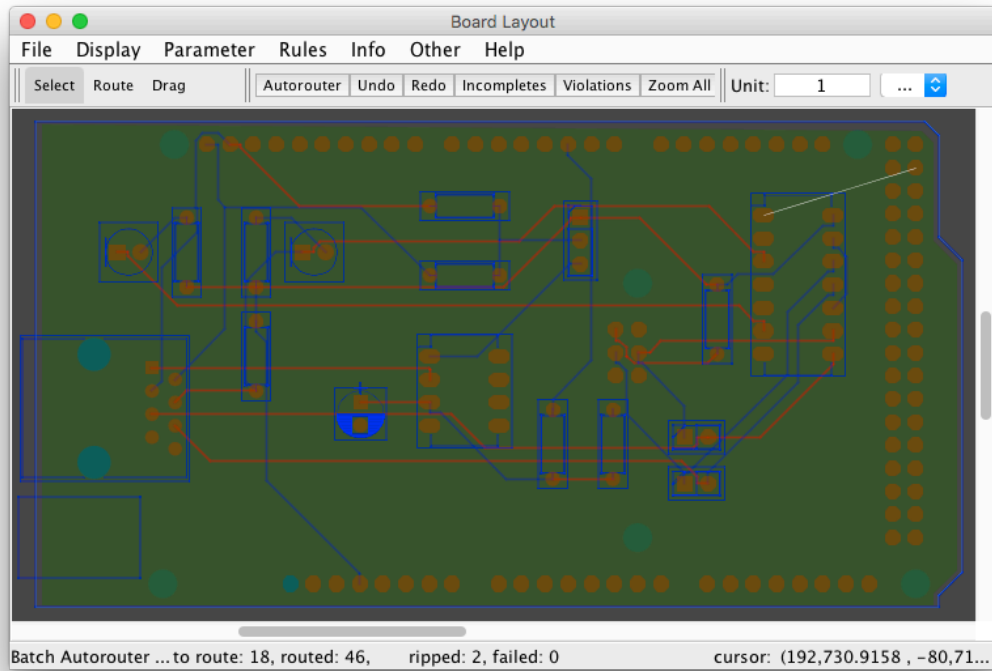 Board Layout
File Display Parameter Rules Info Other Help
Select Route Drag Autorouter Undo Redo Incompletes Violations Zoom All Unit: 1 ...
Batch Autorouter ... to route: 18, routed: 46, ripped: 2, failed: 0 cursor: (192,730.9158 , -80,71...